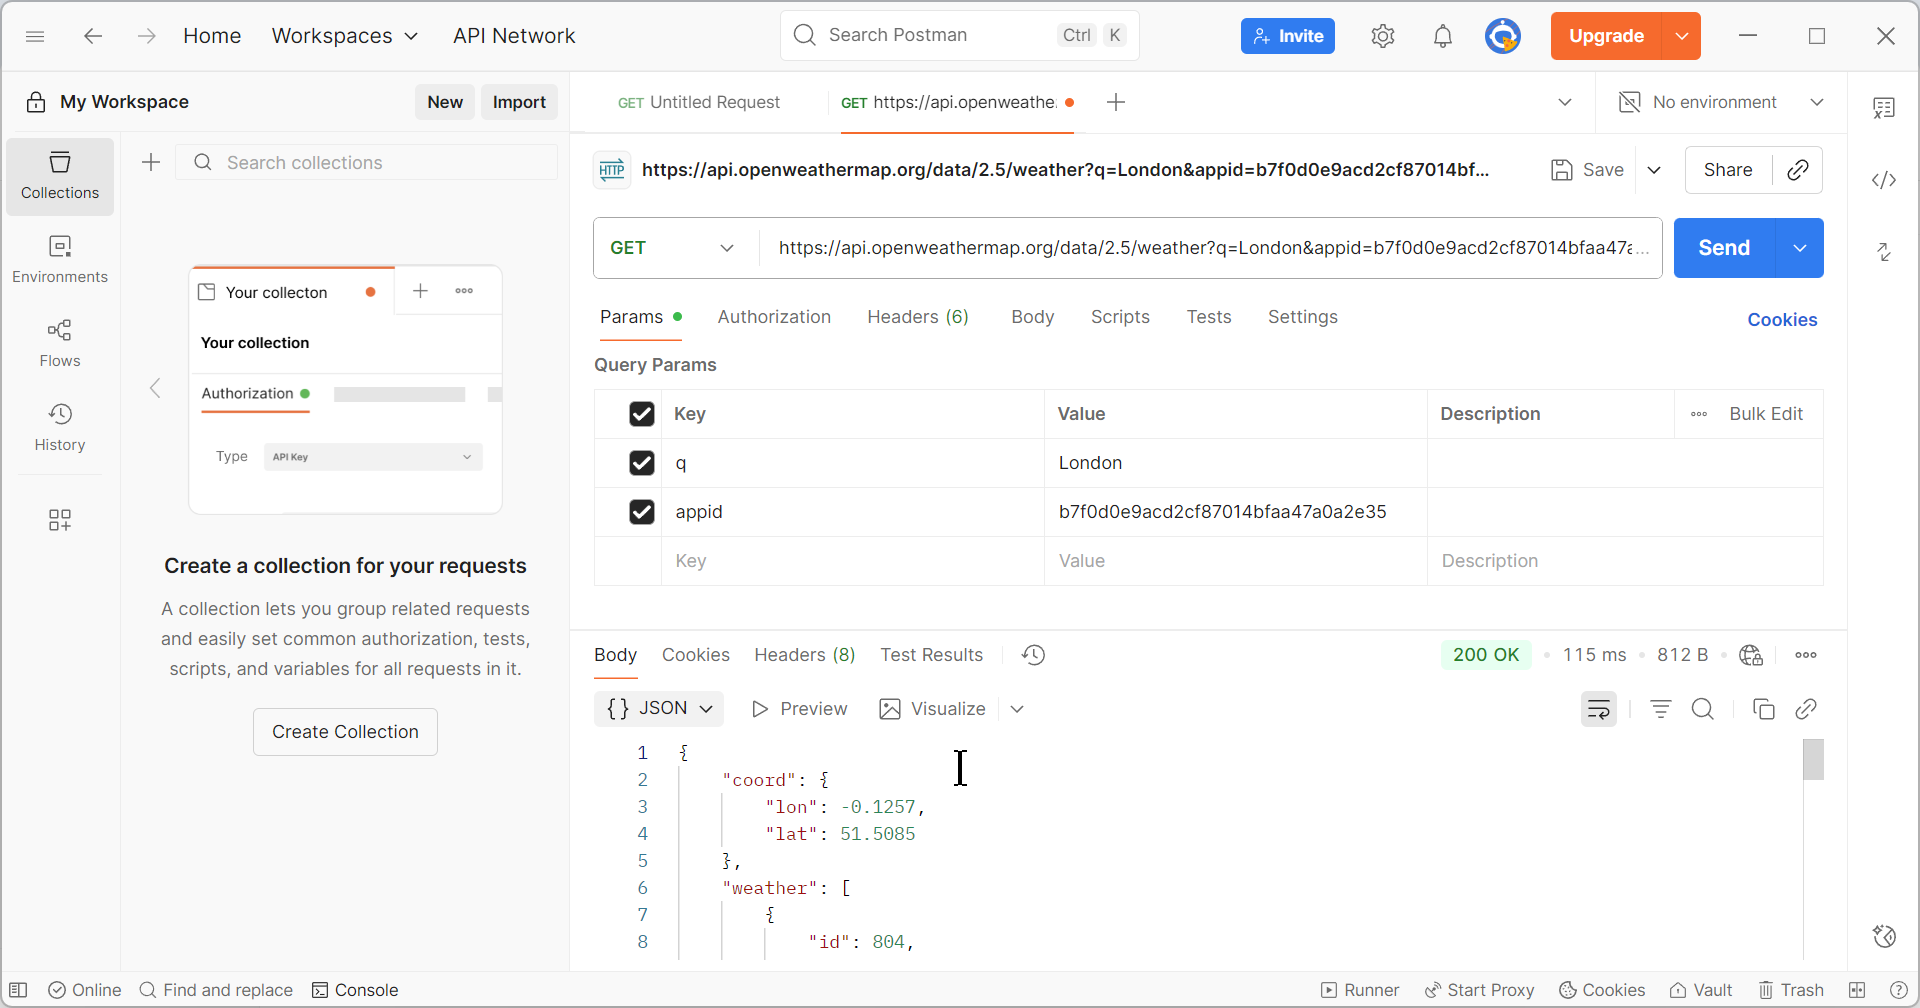 Home
Workspaces
API Network
Search Postman
Ctrl K
Invite
Upgrade
My Workspace
New
Import
GET Untitled Request
GET https://api.openweathe.
No environment
Collections
Environments
Flows
History
Search collections
Your collecton
Your collection
Authorization
Type
API Key
Create a collection for your requests
A collection lets you group related requests
and easily set common authorization, tests,
scripts, and variables for all requests in it.
Create Collection
HTTP
https://api.openweathermap.org/data/2.5/weather?q=London&appid=b7f0d0e9acd2cf87014bf...
Save
Share
GET
https://api.openweathermap.org/data/2.5/weather?q=London&appid=b7f0d0e9acd2cf87014bfaa47a...
Send
Params
Authorization
Headers (6)
Body
Scripts
Tests
Settings
Cookies
Query Params
Key
Value
Description
Bulk Edit
q
London
appid
b7f0d0e9acd2cf87014bfaa47a0a2e35
Key
Value
Description
Body
Cookies
Headers (8)
Test Results
200 OK
115 ms
812 B
{} JSON
Preview
Visualize
1 {
2 "coord": {
3 "lon": -0.1257,
4 "lat": 51.5085
5 },
6 "weather": [
7 {
8 "id": 804,
Online
Find and replace
Console
Runner
Start Proxy
Cookies
Vault
Trash